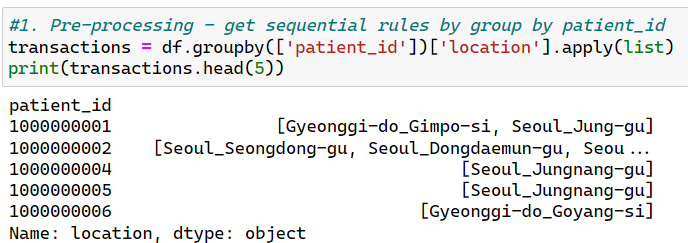 #1. Pre-processing - get sequential rules by group by patient_id
transactions = df.groupby(['patient_id'])['location'].apply(list)
print(transactions.head(5))
patient_id
1000000001 [Gyeonggi-do_Gimpo-si, Seoul_Jung-gu]
1000000002 [Seoul_Seongdong-gu, Seoul_Dongdaemun-gu, Seou...
1000000004 [Seoul_Jungnang-gu]
1000000005 [Seoul_Jungnang-gu]
1000000006 [Gyeonggi-do_Goyang-si]
Name: location, dtype: object